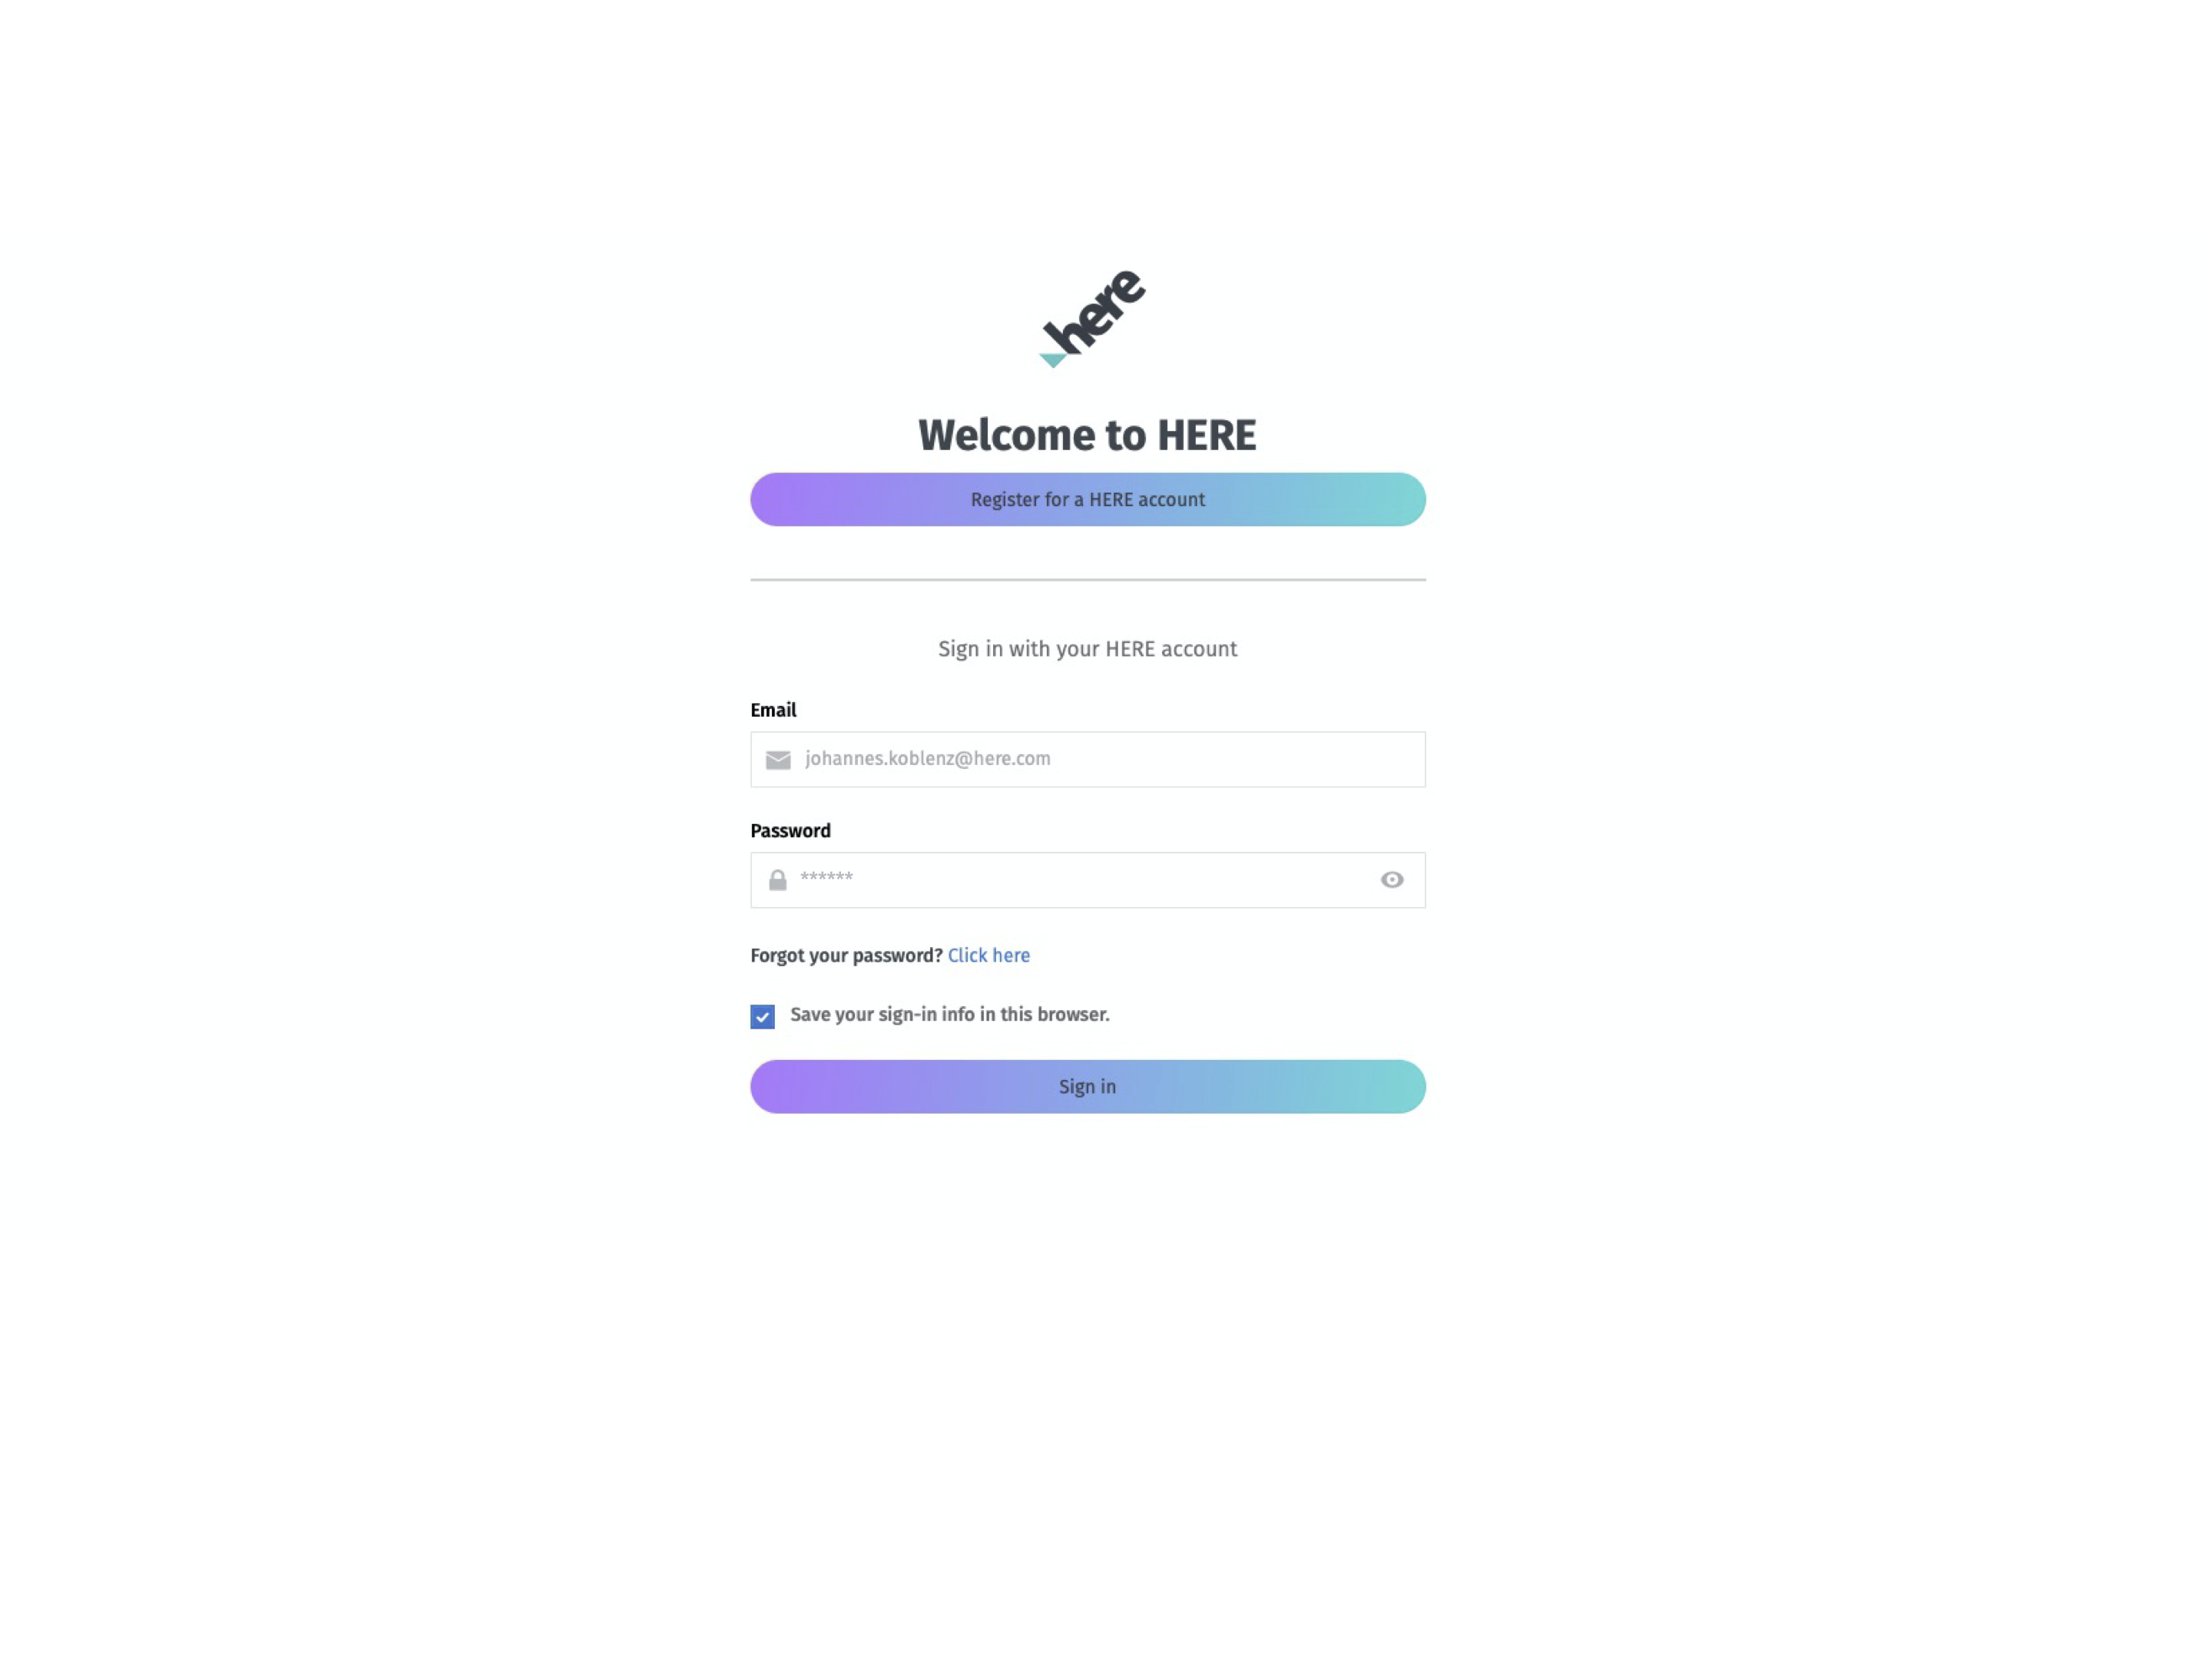 here
Welcome to HERE
Register for a HERE account
Sign in with your HERE account
Email
johannes.koblenz@here.com
Password
******
Forgot your password? Click here
Save your sign-in info in this browser.
Sign in